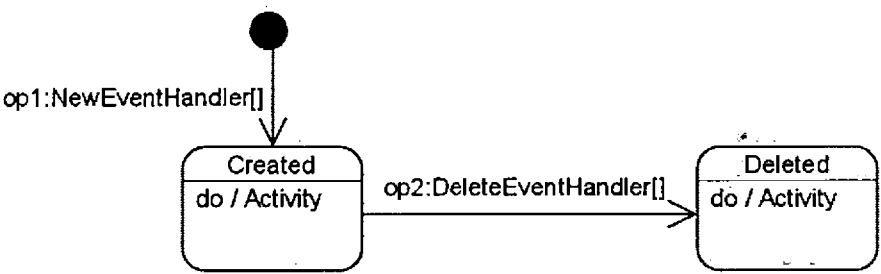 op1:NewEventHandler[]
Created
do / Activity
op2:DeleteEventHandler[]
Deleted
do / Activity